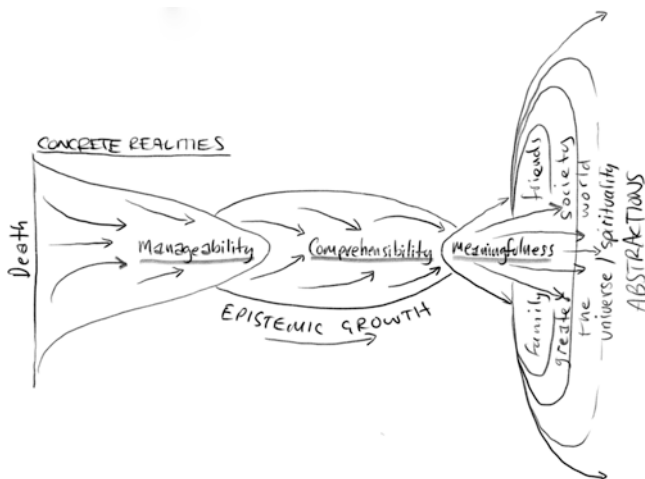 CONCRETE REALITIES
Death
Manageability
Comprehensibility
Meaningfulness
EPISTEMIC GROWTH
family friends
greater society
the world
universe / spirituality
ABSTRACTIONS